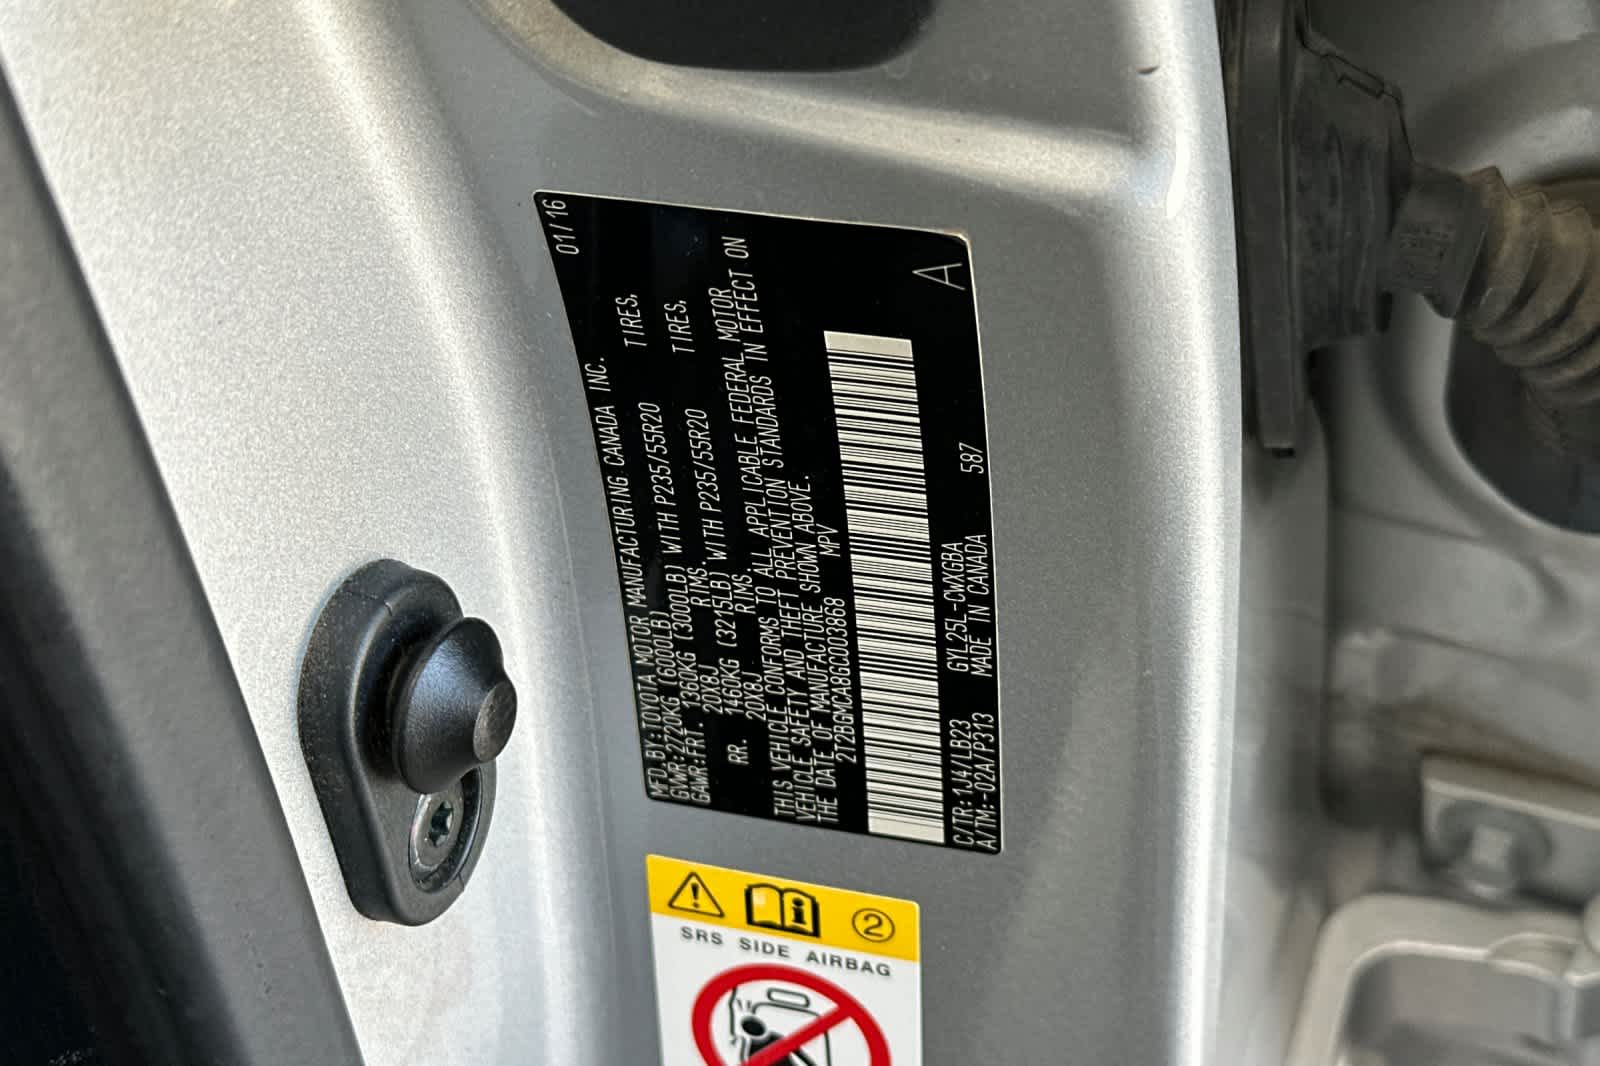 01/16
MFD.BY:TOYOTA MOTOR MANUFACTURING CANADA INC.
GVWR:2720KG (6000LB)
GAWR:FRT. 1360KG (3000LB) WITH P235/55R20 TIRES,
20X8J RIMS.
RR. 1460KG (3215LB) WITH P235/55R20 TIRES,
20X8J RIMS.
THIS VEHICLE CONFORMS TO ALL APPLICABLE FEDERAL MOTOR
VEHICLE SAFETY AND THEFT PREVENTION STANDARDS IN EFFECT ON
THE DATE OF MANUFACTURE SHOWN ABOVE.
2T2BGMCA8GC003868 MPV
A
C/TR:1J4/LB23 GYL25L-CWXGBA
A/TM:-02A/P313 MADE IN CANADA 587
2
SRS SIDE AIRBAG